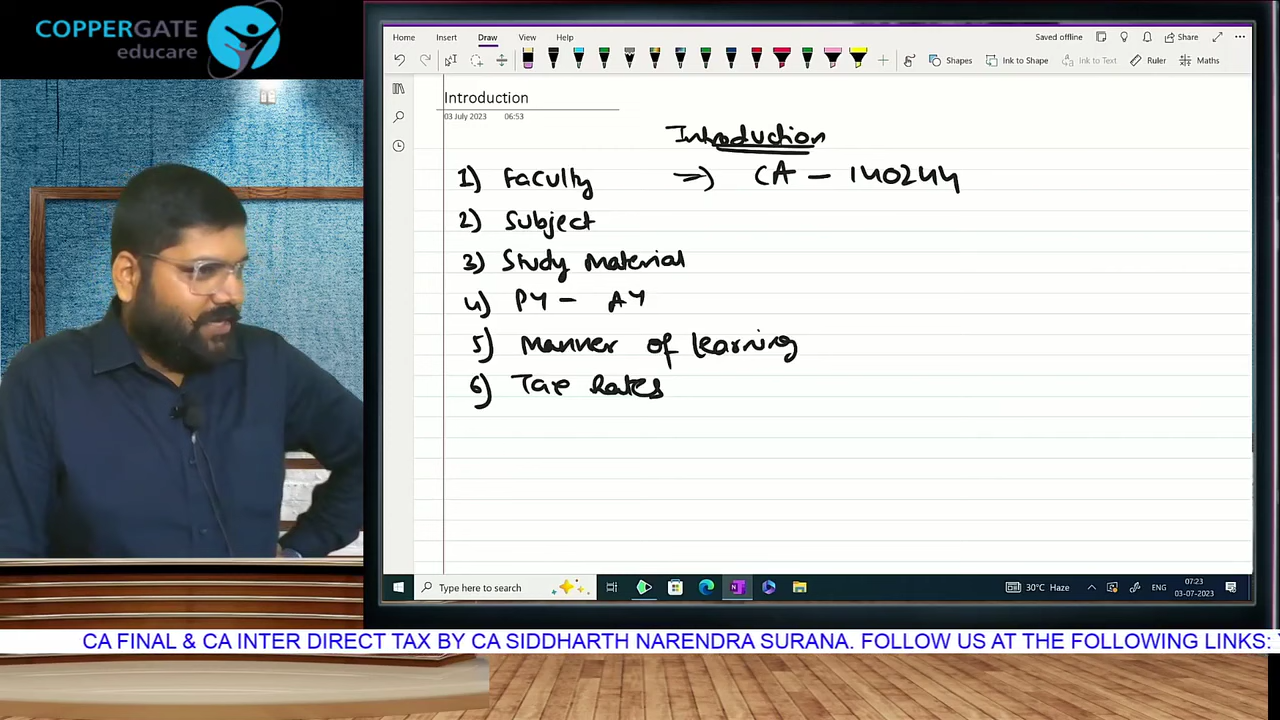 COPPERGATE
educare
Home Insert Draw View Help
Saved offline
Share
Shapes Ink to Shape Ink to Text Ruler Maths
Introduction
03 July 2023 06:53
Introduction
1) Faculty => CA - 140244
2) Subject
3) Study Material
4) PY - AY
5) Manner of learning
6) Tax Rates
Type here to search
30°C Haze
ENG
07:23
03-07-2023
CA FINAL & CA INTER DIRECT TAX BY CA SIDDHARTH NARENDRA SURANA. FOLLOW US AT THE FOLLOWING LINKS: